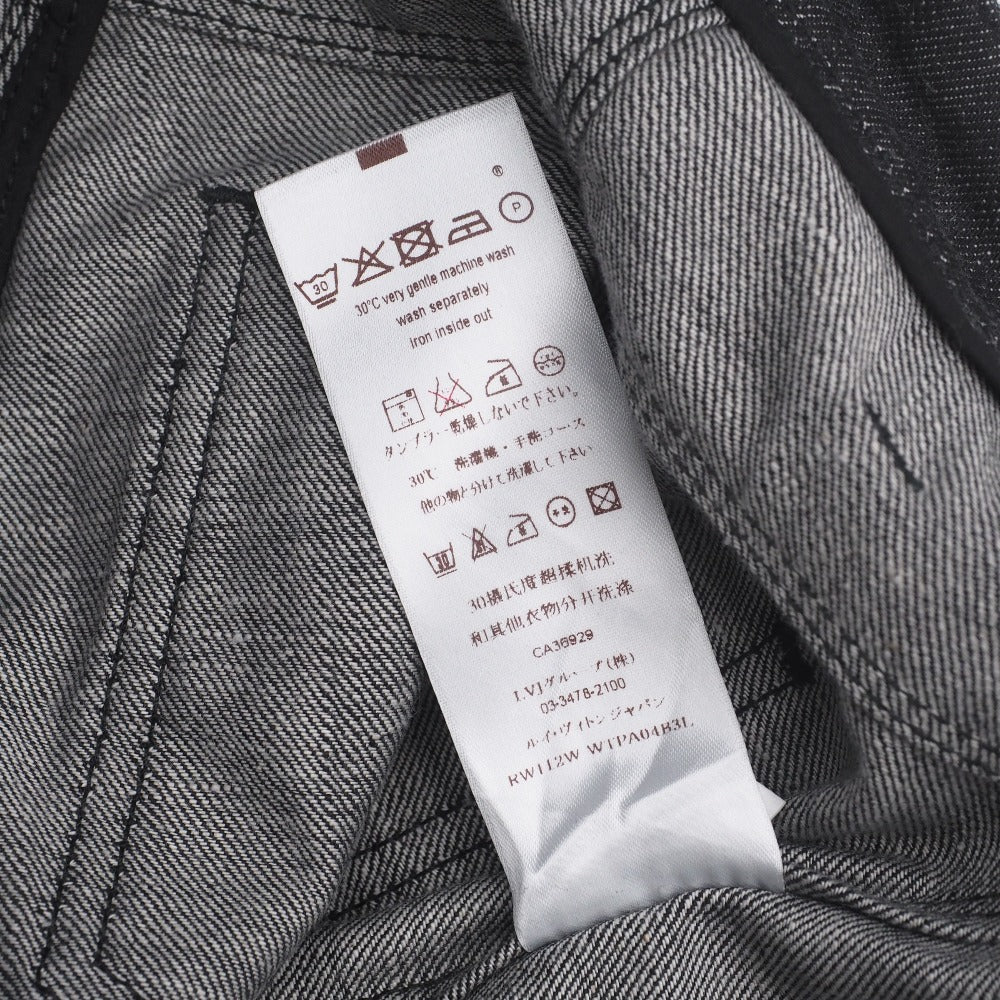 ®
P
30
30°C very gentle machine wash
wash separately
Iron inside out
タンブラー乾燥しないで下さい。
30℃ 洗濯機・手洗コース
他の物と分けて洗濯して下さい
30
30摄氏度超柔机洗
和其他衣物分开洗涤
CA36929
LVJグループ(株)
03-3478-2100
ルイ・ヴィトンジャパン
RW112W WTPA04B3L